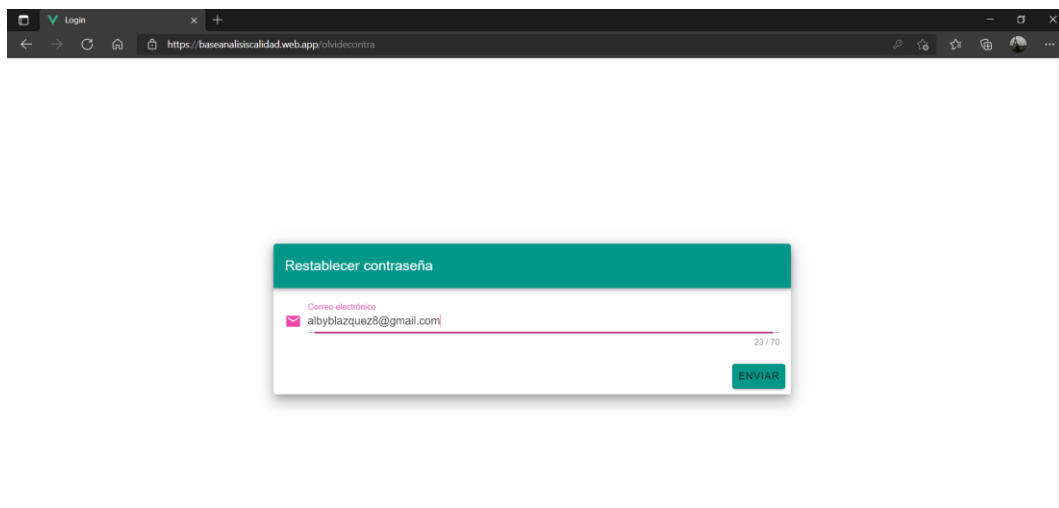 Login
https://baseanalisiscalidad.web.app/olvidecontra
Restablecer contraseña
Correo electrónico
albyblazquez8@gmail.com
23 / 70
ENVIAR